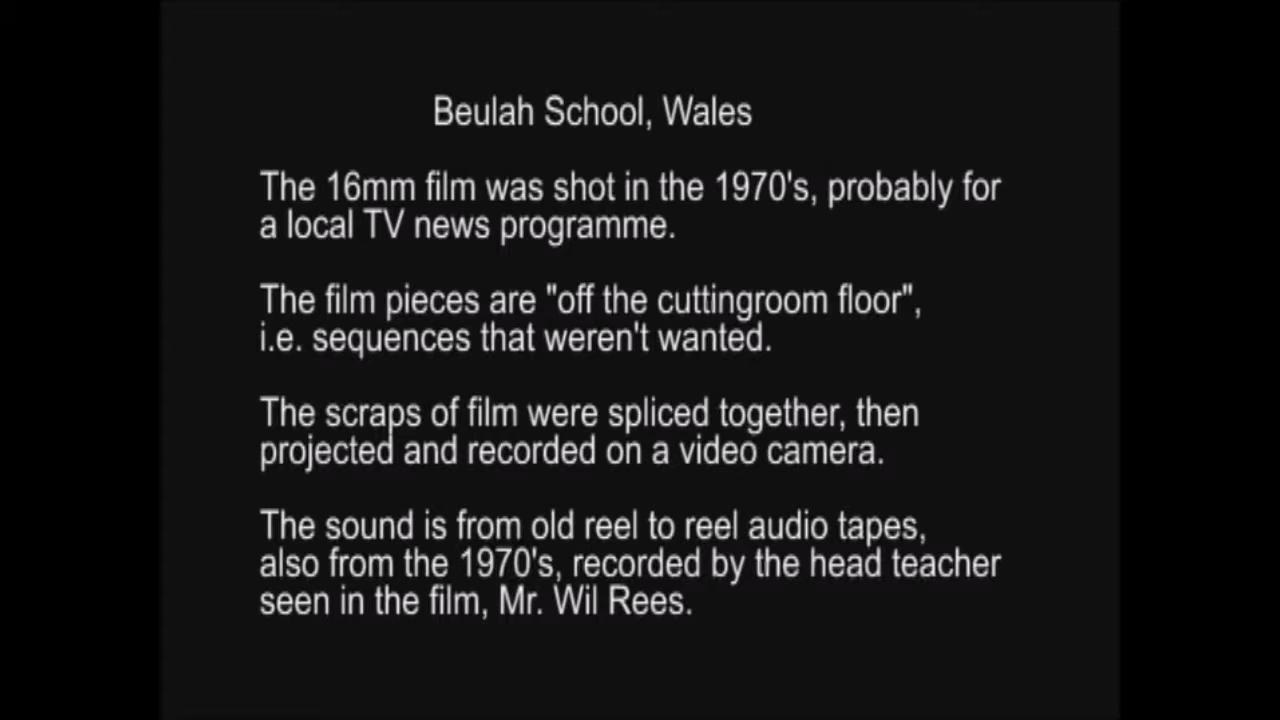 Beulah School, Wales
The 16mm film was shot in the 1970's, probably for
a local TV news programme.
The film pieces are "off the cuttingroom floor",
i.e. sequences that weren't wanted.
The scraps of film were spliced together, then
projected and recorded on a video camera.
The sound is from old reel to reel audio tapes,
also from the 1970's, recorded by the head teacher
seen in the film, Mr. Wil Rees.